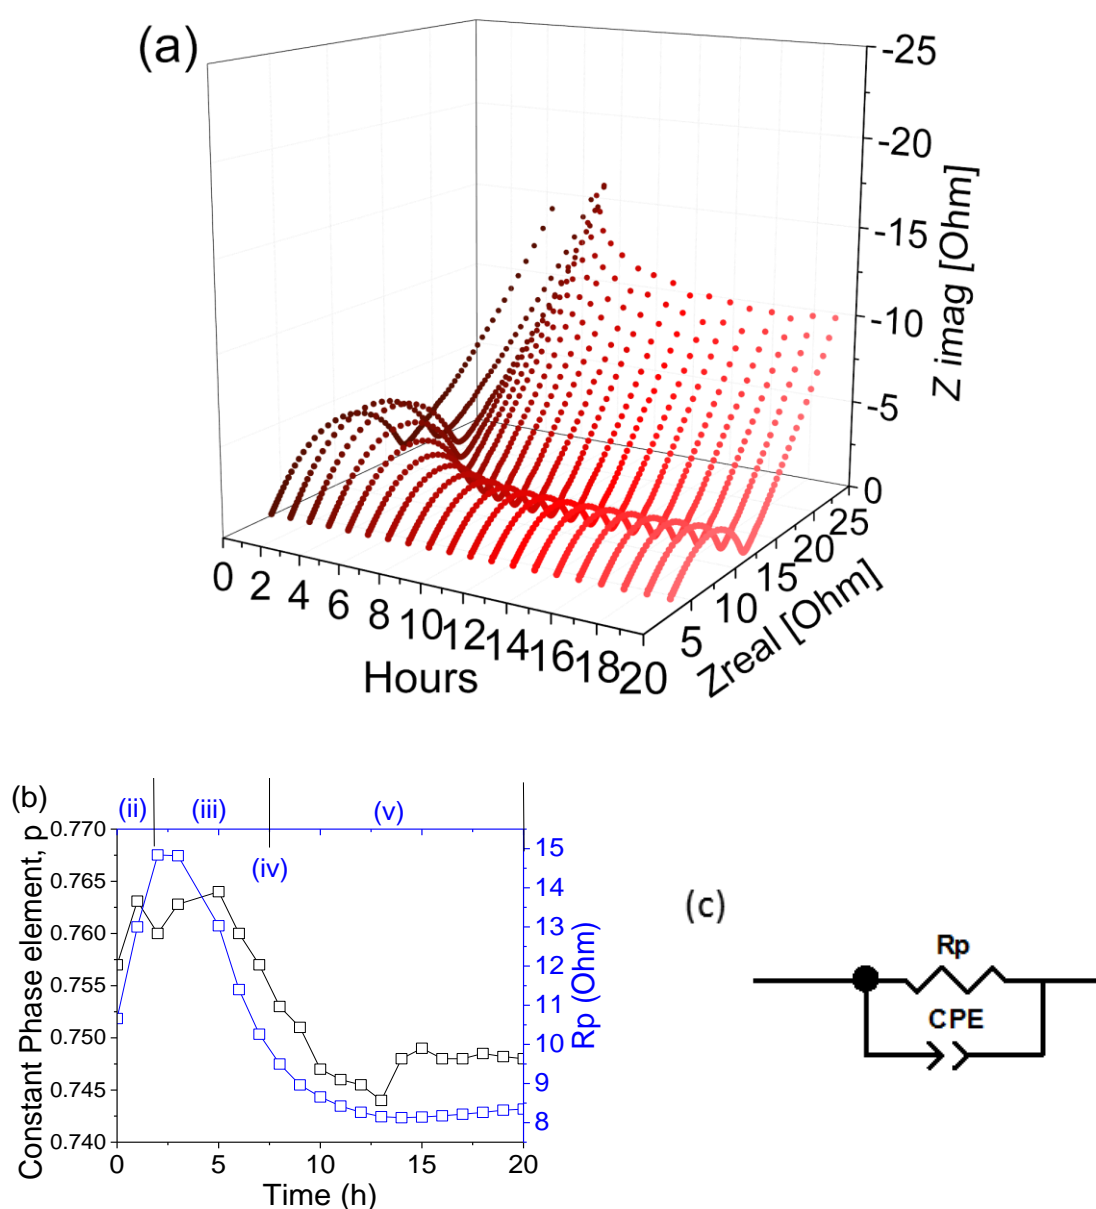 (a)
-25
-20
-15
-10
-5
0
Z imag [Ohm]
25
20
15
10
5
Zreal [Ohm]
0 2 4 6 8 10 12 14 16 18 20
Hours
(b)
(ii) (iii) (iv) (v)
0.770
0.765
0.760
0.755
0.750
0.745
0.740
Constant Phase element, p
15
14
13
12
11
10
9
8
Rp (Ohm)
0 5 10 15 20
Time (h)
(c)
Rp
CPE